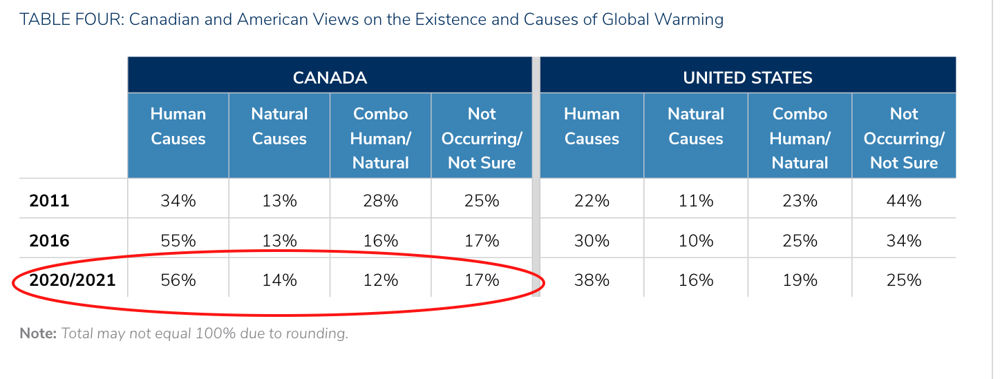 TABLE FOUR: Canadian and American Views on the Existence and Causes of Global Warming
CANADA UNITED STATES
Human Natural Combo Not Human Natural Combo Not
Causes Causes Human/ Occurring/ Causes Causes Human/ Occurring/
Natural Not Sure Natural Not Sure
2011 34% 13% 28% 25% 22% 11% 23% 44%
2016 55% 13% 16% 17% 30% 10% 25% 34%
2020/2021 56% 14% 12% 17% 38% 16% 19% 25%
Note: Total may not equal 100% due to rounding.